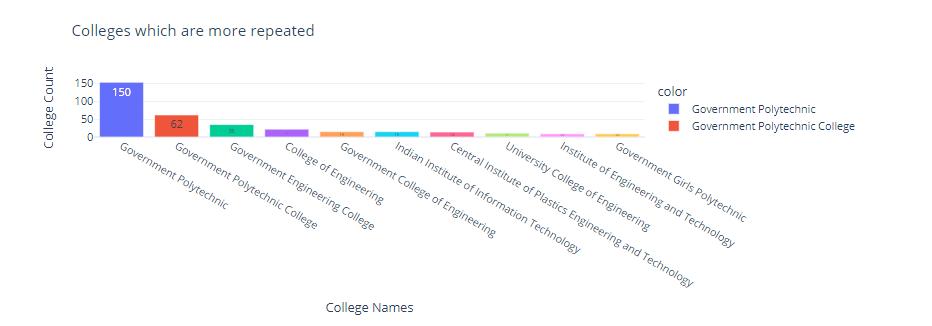 Colleges which are more repeated
College Count
150
100
50
0
150
62
color
Government Polytechnic
Government Polytechnic College
Government Polytechnic
Government Polytechnic College
Government Engineering College
College of Engineering
Government College of Engineering
Indian Institute of Information Technology
Central Institute of Plastics Engineering and Technology
University College of Engineering
Institute of Engineering and Technology
Government Girls Polytechnic
College Names